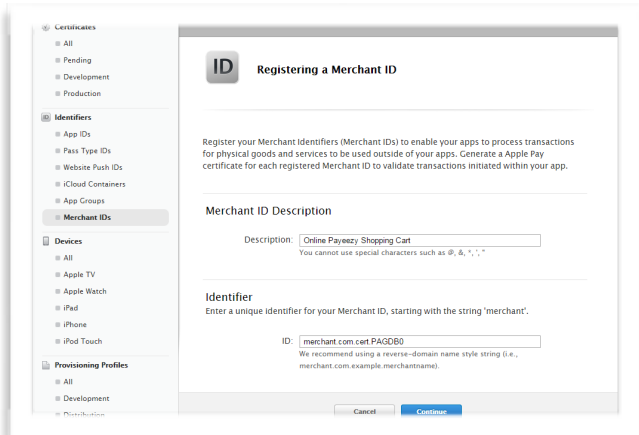 Certificates
All
Pending
Development
Production
ID Identifiers
App IDs
Pass Type IDs
Website Push IDs
iCloud Containers
App Groups
Merchant IDs
Devices
All
Apple TV
Apple Watch
iPad
iPhone
iPod Touch
Provisioning Profiles
All
Development
Distribution
ID Registering a Merchant ID
Register your Merchant Identifiers (Merchant IDs) to enable your apps to process transactions
for physical goods and services to be used outside of your apps. Generate a Apple Pay
certificate for each registered Merchant ID to validate transactions initiated within your app.
Merchant ID Description
Description: Online Payeezy Shopping Cart
You cannot use special characters such as @, &, *, ', "
Identifier
Enter a unique identifier for your Merchant ID, starting with the string 'merchant'.
ID: merchant.com.cert.PAGDB0
We recommend using a reverse-domain name style string (i.e.,
merchant.com.example.merchantname).
Cancel Continue